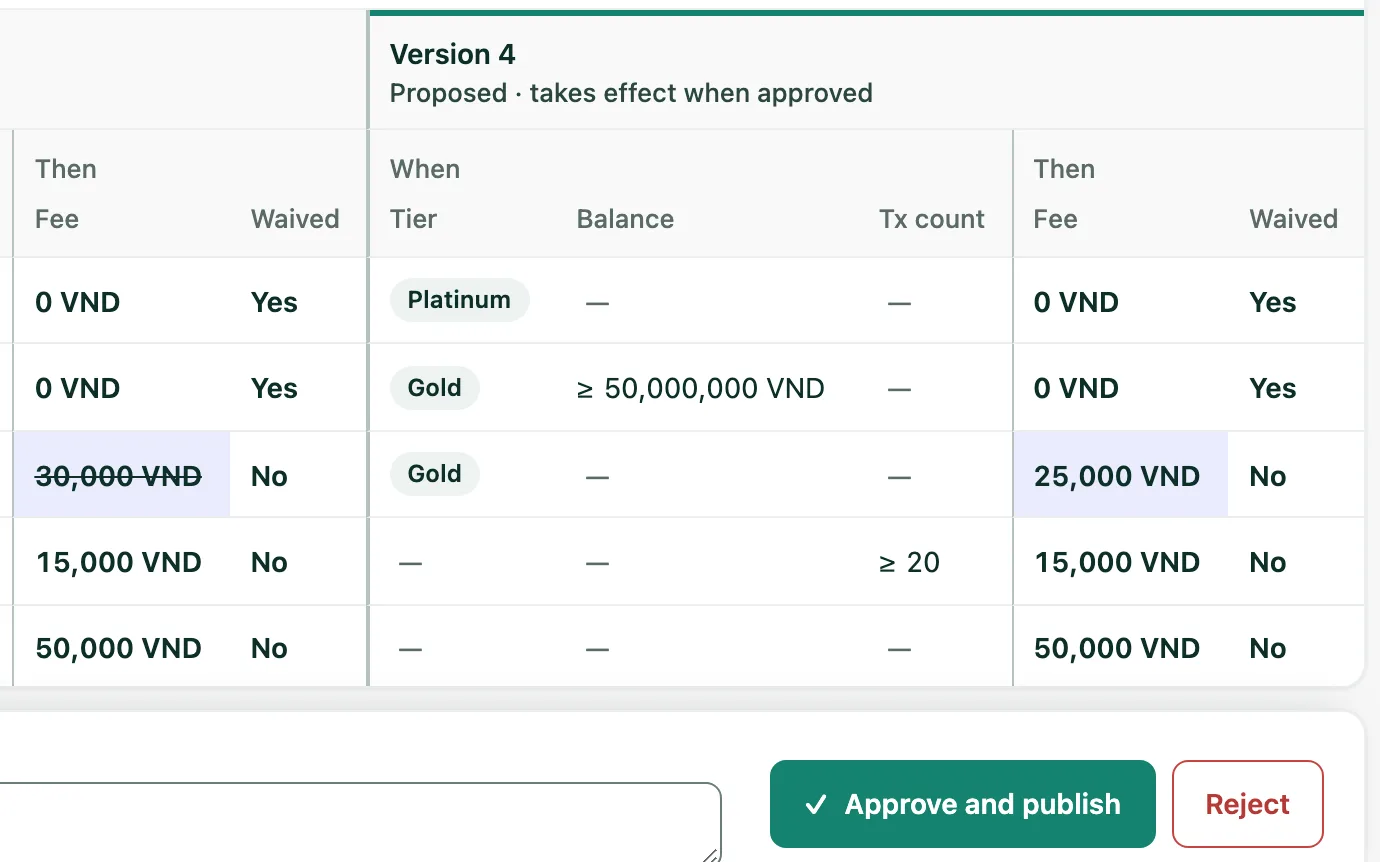 Version 4
Proposed · takes effect when approved
Then When Then
Fee Waived Tier Balance Tx count Fee Waived
0 VND Yes Platinum — — 0 VND Yes
0 VND Yes Gold ≥ 50,000,000 VND — 0 VND Yes
30,000 VND No Gold — — 25,000 VND No
15,000 VND No — — ≥ 20 15,000 VND No
50,000 VND No — — — 50,000 VND No
✓ Approve and publish Reject